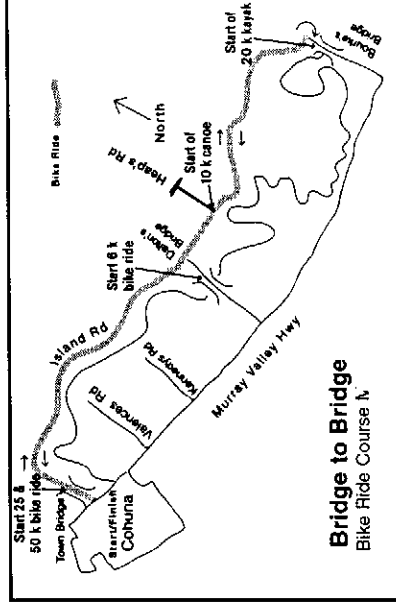 Bike Ride
North
Start of
20 k kayak
Bourke's
Bridge
Heap's Rd
Start of
10 k canoe
Dalton's
Bridge
Start 6 k
bike ride
Island Rd
Kennedys Rd
Valences Rd
Murray Valley Hwy
Start 25 &
50 k bike ride
Town Bridge
Start/Finish
Cohuna
Bridge to Bridge
Bike Ride Course